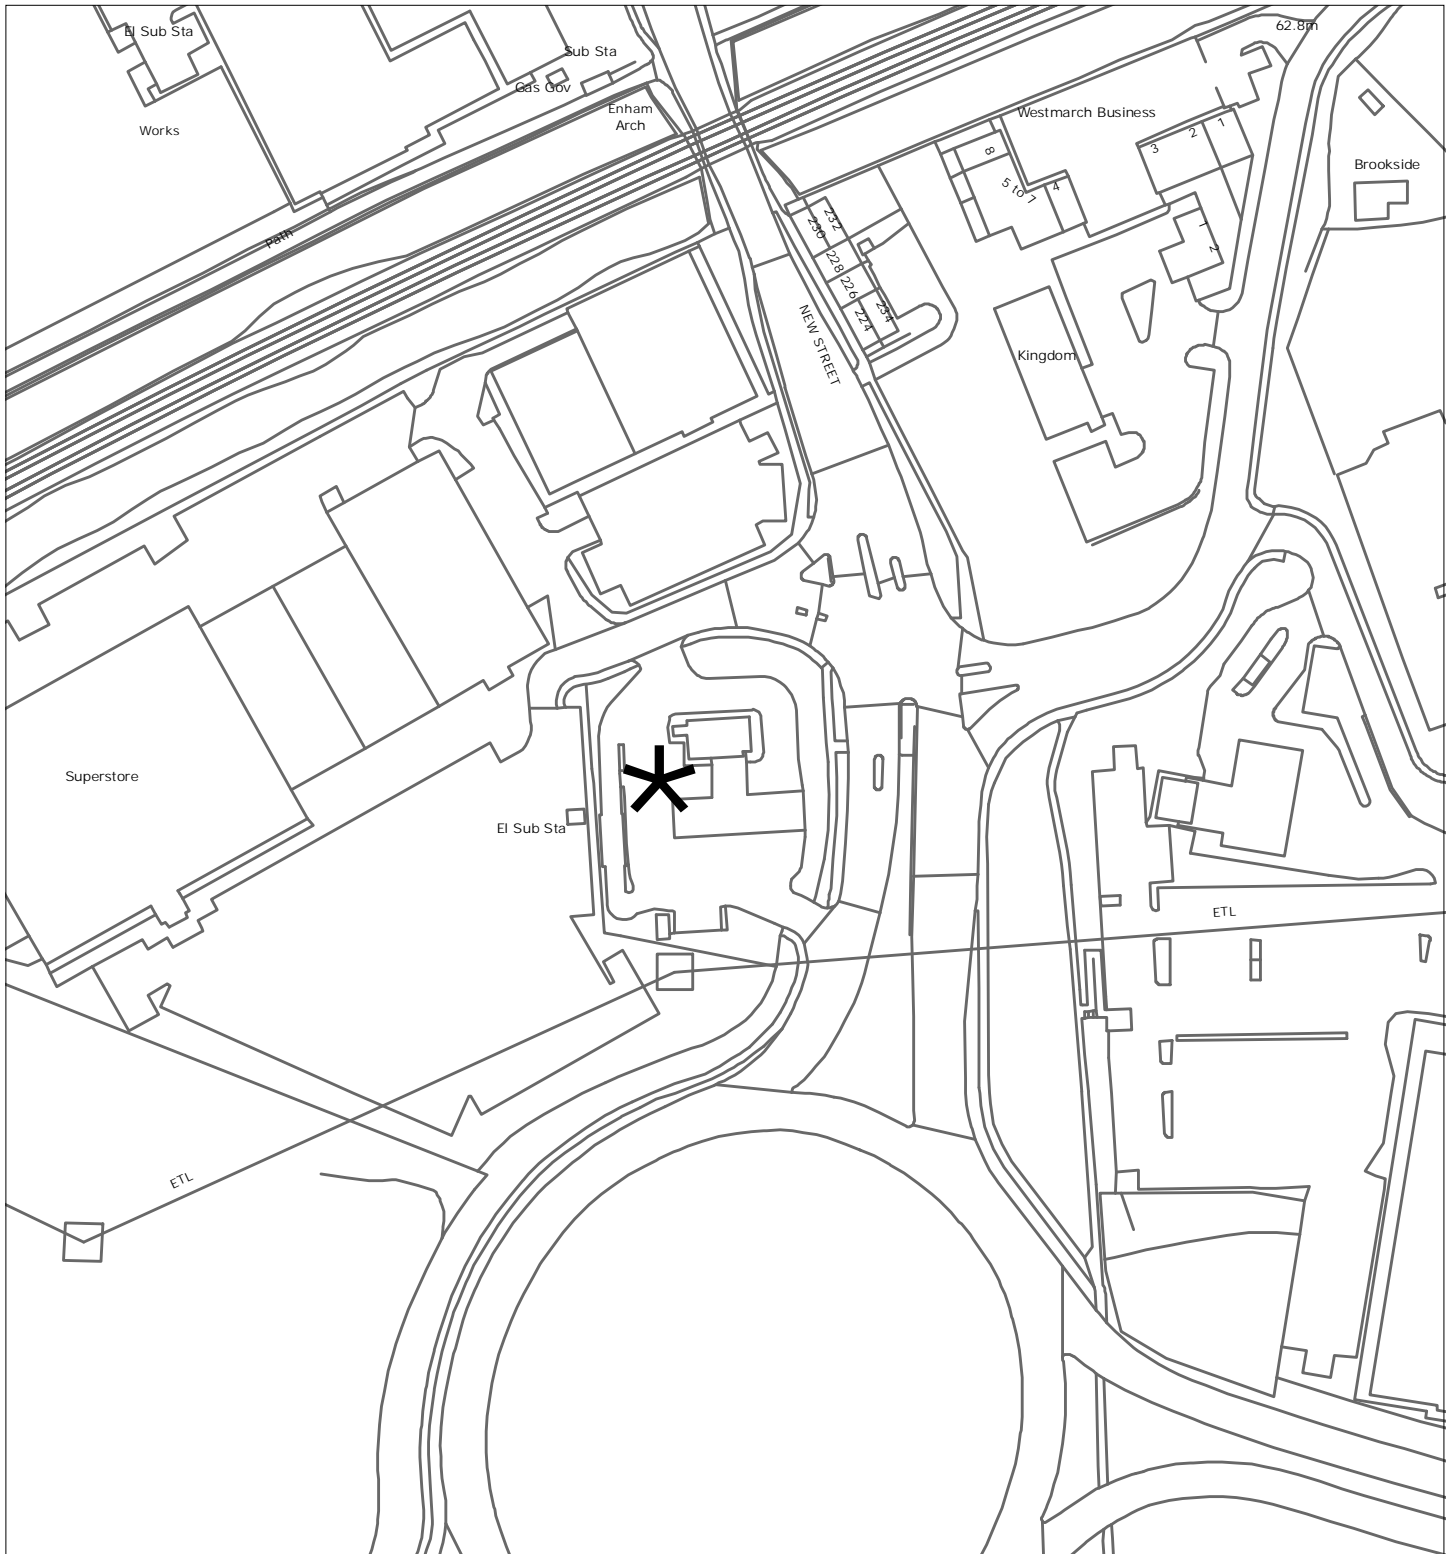 El Sub Sta
62.8m
Sub Sta
Gas Gov
Enham
Arch
Works
Westmarch Business
1
2
3
8
Brookside
5 to 7
4
Path
232
230
1
2
228
226
234
224
NEW STREET
Kingdom
Superstore
El Sub Sta
ETL
ETL